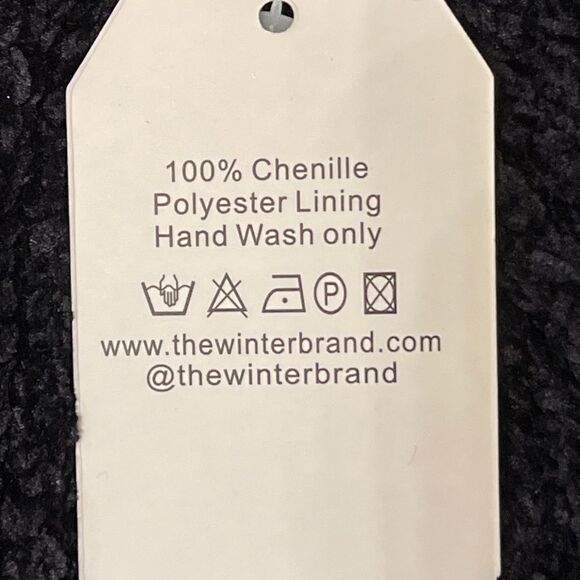 100% Chenille
Polyester Lining
Hand Wash only
P
www.thewinterbrand.com
@thewinterbrand